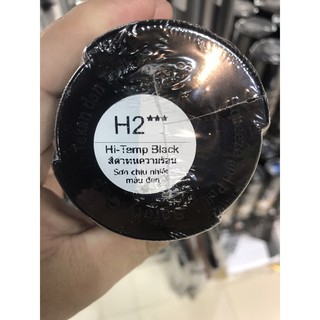 H2***
Hi-Temp Black
สีดำทนความร้อน
Sơn chịu nhiệt
màu đen